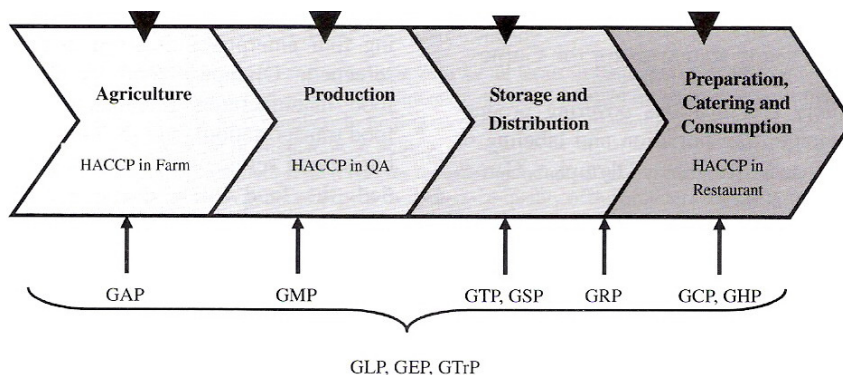 Agriculture
HACCP in Farm
Production
HACCP in QA
Storage and
Distribution
Preparation,
Catering and
Consumption
HACCP in
Restaurant
GAP
GMP
GTP, GSP
GRP
GCP, GHP
GLP, GEP, GTrP